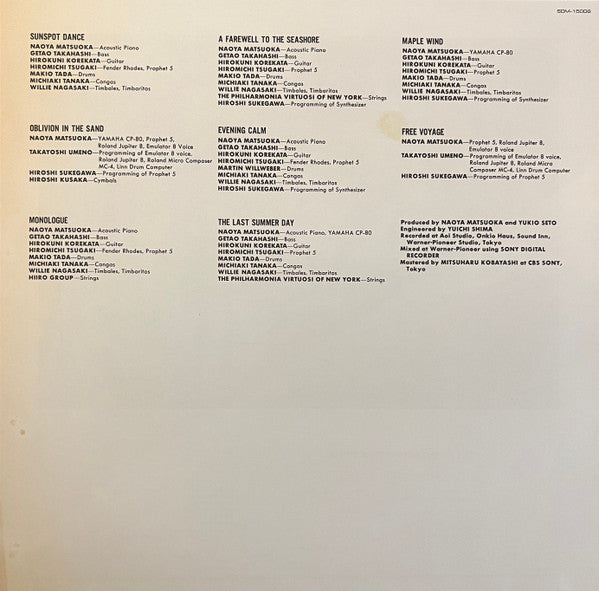 SDM-15006
SUNSPOT DANCE
NAOYA MATSUOKA—Acoustic Piano
GETAO TAKAHASHI—Bass
HIROKUNI KOREKATA—Guitar
HIROMICHI TSUGAKI—Fender Rhodes, Prophet 5
MAKIO TADA—Drums
MICHIAKI TANAKA—Congas
WILLIE NAGASAKI—Timbales, Timbaritos
A FAREWELL TO THE SEASHORE
NAOYA MATSUOKA—Acoustic Piano
GETAO TAKAHASHI—Bass
HIROKUNI KOREKATA—Guitar
HIROMICHI TSUGAKI—Prophet 5
MAKIO TADA—Drums
MICHIAKI TANAKA—Congas
WILLIE NAGASAKI—Timbales, Timbaritos
THE PHILHARMONIA VIRTUOSI OF NEW YORK—Strings
HIROSHI SUKEGAWA—Programming of Synthesizer
MAPLE WIND
NAOYA MATSUOKA—YAMAHA CP-80
GETAO TAKAHASHI—Bass
HIROKUNI KOREKATA—Guitar
HIROMICHI TSUGAKI—Prophet 5
MAKIO TADA—Drums
MICHIAKI TANAKA—Congas
WILLIE NAGASAKI—Timbales, Timbaritos
HIROSHI SUKEGAWA—Programming of Synthesizer
OBLIVION IN THE SAND
NAOYA MATSUOKA—YAMAHA CP-80, Prophet 5,
Roland Jupiter 8, Emulator 8 Voice
TAKAYOSHI UMENO—Programming of Emulator 8 voice,
Roland Jupiter 8, Roland Micro Composer
MC-4, Linn Drum Computer
HIROSHI SUKEGAWA—Programming of Prophet 5
HIROSHI KUSAKA—Cymbals
EVENING CALM
NAOYA MATSUOKA—Acoustic Piano
GETAO TAKAHASHI—Bass
HIROKUNI KOREKATA—Guitar
HIROMICHI TSUGAKI—Fender Rhodes, Prophet 5
MARTIN WILLWEBER—Drums
MICHIAKI TANAKA—Congas
WILLIE NAGASAKI—Timbales, Timbaritos
HIROSHI SUKEGAWA—Programming of Synthesizer
FREE VOYAGE
NAOYA MATSUOKA—Prophet 5, Roland Jupiter 8,
Emulator 8 voice
TAKAYOSHI UMENO—Programming of Emulator 8 voice,
Roland Jupiter 8, Roland Micro
Composer MC-4, Linn Drum Computer
HIROSHI SUKEGAWA—Programming of Prophet 5
MONOLOGUE
NAOYA MATSUOKA—Acoustic Piano
GETAO TAKAHASHI—Bass
HIROKUNI KOREKATA—Guitar
HIROMICHI TSUGAKI—Fender Rhodes, Prophet 5
MAKIO TADA—Drums
MICHIAKI TANAKA—Congas
WILLIE NAGASAKI—Timbales, Timbaritos
HIIRO GROUP—Strings
THE LAST SUMMER DAY
NAOYA MATSUOKA—Acoustic Piano, YAMAHA CP-80
GETAO TAKAHASHI—Bass
HIROKUNI KOREKATA—Guitar
HIROMICHI TSUGAKI—Prophet 5
MAKIO TADA—Drums
MICHIAKI TANAKA—Congas
WILLIE NAGASAKI—Timbales, Timbaritos
THE PHILHARMONIA VIRTUOSI OF NEW YORK—Strings
Produced by NAOYA MATSUOKA and YUKIO SETO
Engineered by YUICHI SHIMA
Recorded at Aoi Studio, Onkio Haus, Sound Inn,
Warner-Pioneer Studio, Tokyo
Mixed at Warner-Pioneer using SONY DIGITAL
RECORDER
Mastered by MITSUHARU KOBAYASHI at CBS SONY,
Tokyo